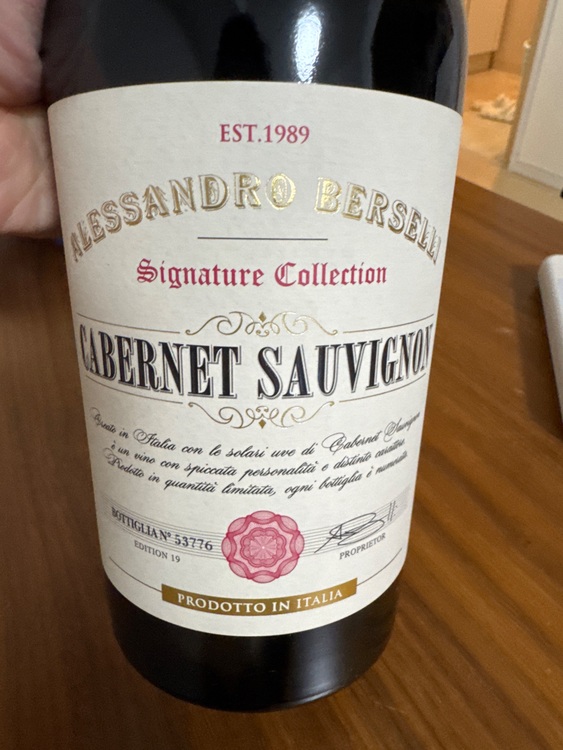 EST.1989
ALESSANDRO BERSELLI
Signature Collection
CABERNET SAUVIGNON
Create in Italia con le solari uve di Cabernet Sauvignon
è un vino con spiccata personalità e distinto carattere.
Prodotto in quantità limitata, ogni bottiglia è numerata.
BOTTIGLIA Nº 53776
EDITION 19
PROPRIETOR
PRODOTTO IN ITALIA